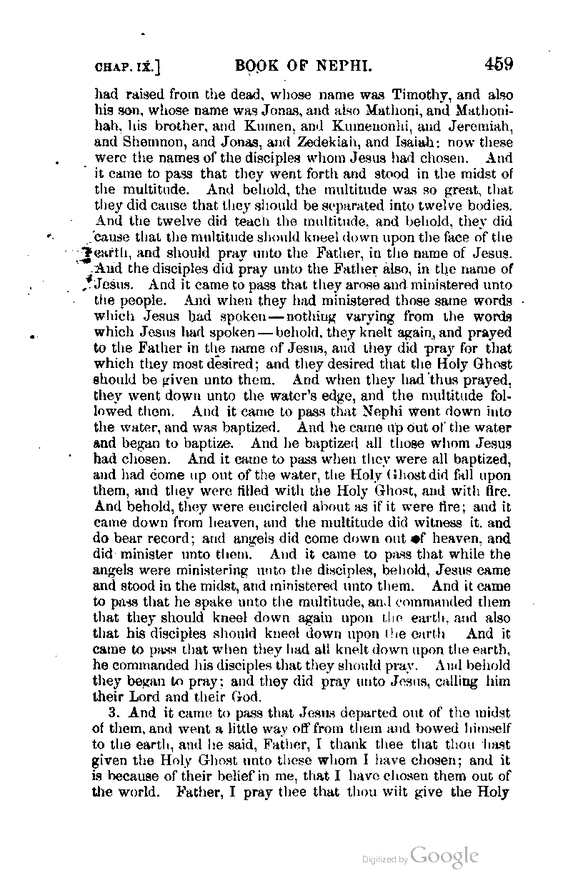 CHAP. IX.] BOOK OF NEPHI. 459
had raised from the dead, whose name was Timothy, and also
his son, whose name was Jonas, and also Mathoni, and Mathoni-
hah, his brother, and Kumen, and Kumenonhi, and Jeremiah,
and Shemnon, and Jonas, and Zedekiah, and Isaiah: now these
were the names of the disciples whom Jesus had chosen. And
it came to pass that they went forth and stood in the midst of
the multitude. And behold, the multitude was so great, that
they did cause that they should be separated into twelve bodies.
And the twelve did teach the multitude, and behold, they did
cause that the multitude should kneel down upon the face of the
earth, and should pray unto the Father, in the name of Jesus.
And the disciples did pray unto the Father also, in the name of
Jesus. And it came to pass that they arose and ministered unto
the people. And when they had ministered those same words
which Jesus had spoken—nothing varying from the words
which Jesus had spoken—behold, they knelt again, and prayed
to the Father in the name of Jesus, and they did pray for that
which they most desired; and they desired that the Holy Ghost
should be given unto them. And when they had thus prayed,
they went down unto the water's edge, and the multitude fol-
lowed them. And it came to pass that Nephi went down into
the water, and was baptized. And he came up out of the water
and began to baptize. And he baptized all those whom Jesus
had chosen. And it came to pass when they were all baptized,
and had come up out of the water, the Holy Ghost did fall upon
them, and they were filled with the Holy Ghost, and with fire.
And behold, they were encircled about as if it were fire; and it
came down from heaven, and the multitude did witness it, and
do bear record; and angels did come down out of heaven, and
did minister unto them. And it came to pass that while the
angels were ministering unto the disciples, behold, Jesus came
and stood in the midst, and ministered unto them. And it came
to pass that he spake unto the multitude, and commanded them
that they should kneel down again upon the earth, and also
that his disciples should kneel down upon the earth And it
came to pass that when they had all knelt down upon the earth,
he commanded his disciples that they should pray. And behold
they began to pray; and they did pray unto Jesus, calling him
their Lord and their God.
3. And it came to pass that Jesus departed out of the midst
of them, and went a little way off from them and bowed himself
to the earth, and he said, Father, I thank thee that thou hast
given the Holy Ghost unto these whom I have chosen; and it
is because of their belief in me, that I have chosen them out of
the world. Father, I pray thee that thou wilt give the Holy
Digitized by Google